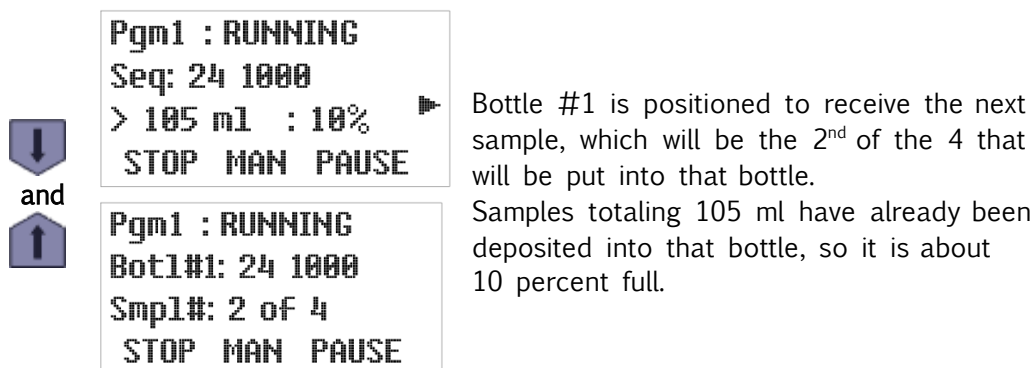 Pgm1 : RUNNING
Seq: 24 1000
> 105 ml : 10%
STOP MAN PAUSE
and
Pgm1 : RUNNING
Botl#1: 24 1000
Smpl#: 2 of 4
STOP MAN PAUSE
Bottle #1 is positioned to receive the next
sample, which will be the 2nd of the 4 that
will be put into that bottle.
Samples totaling 105 ml have already been
deposited into that bottle, so it is about
10 percent full.